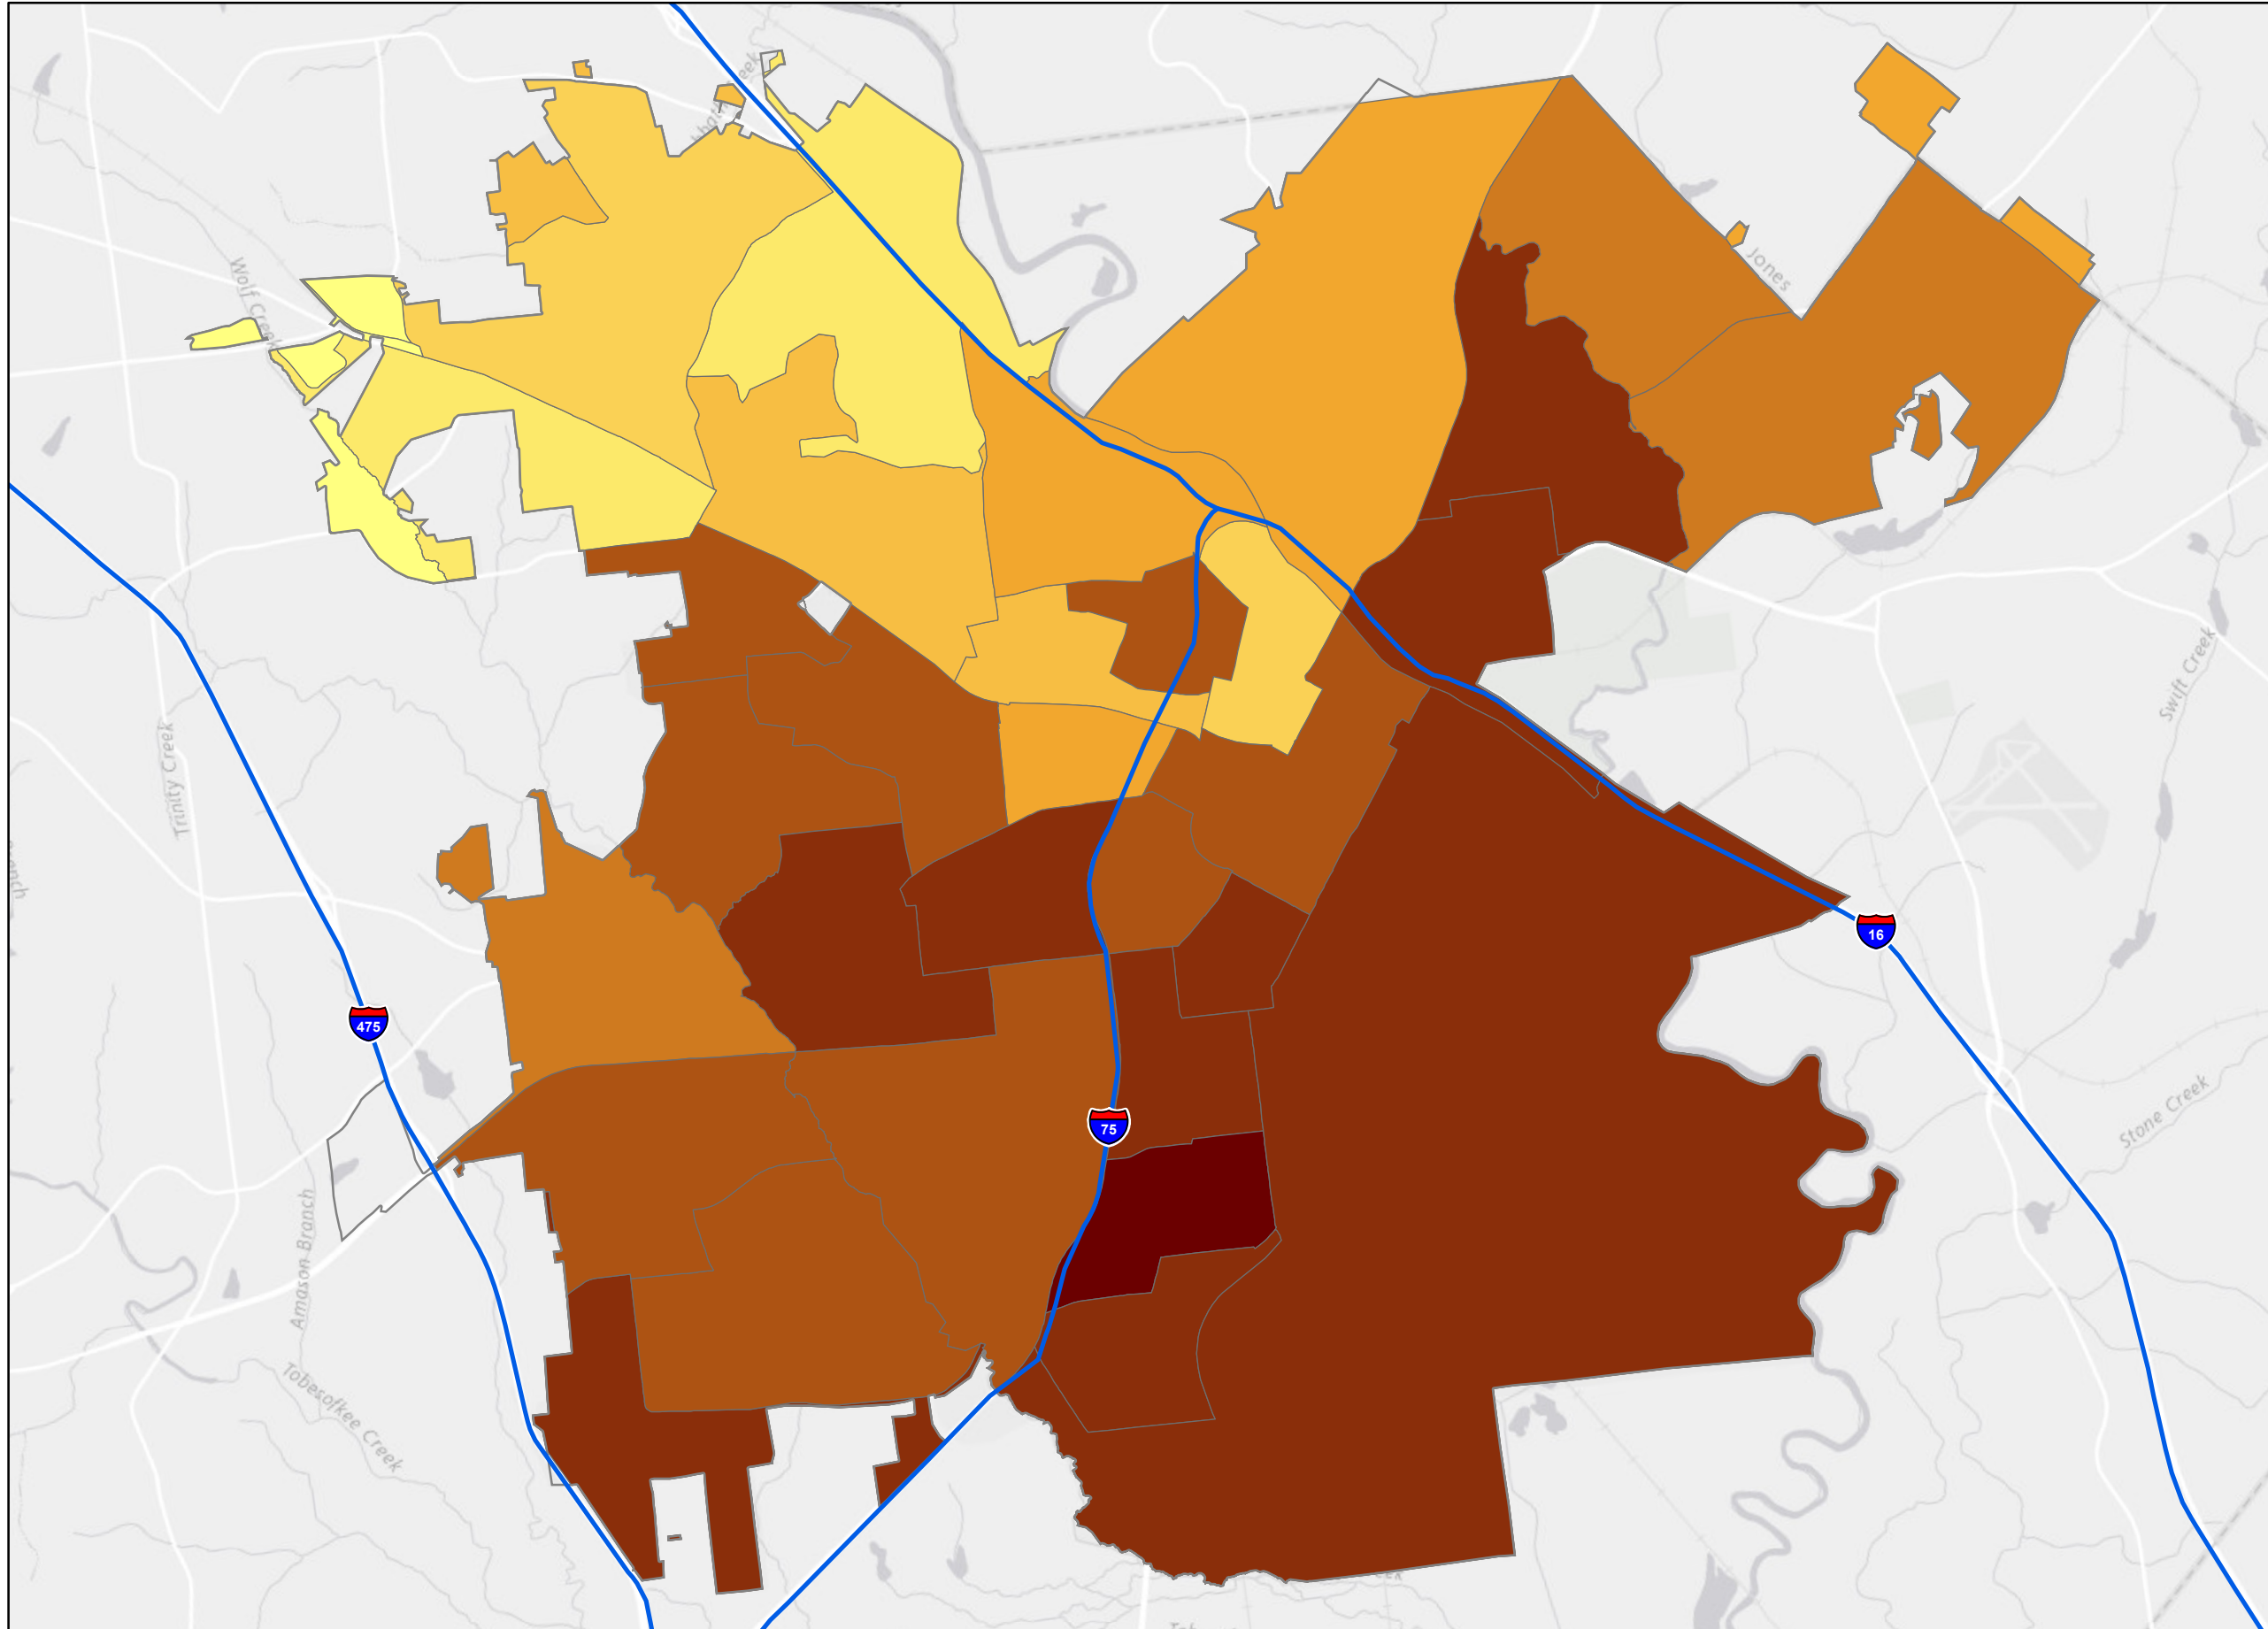 Jones
Wolf Creek
Swift Creek
Trinity Creek
16
475
75
Stone Creek
Amason Branch
Tobesofkee Creek